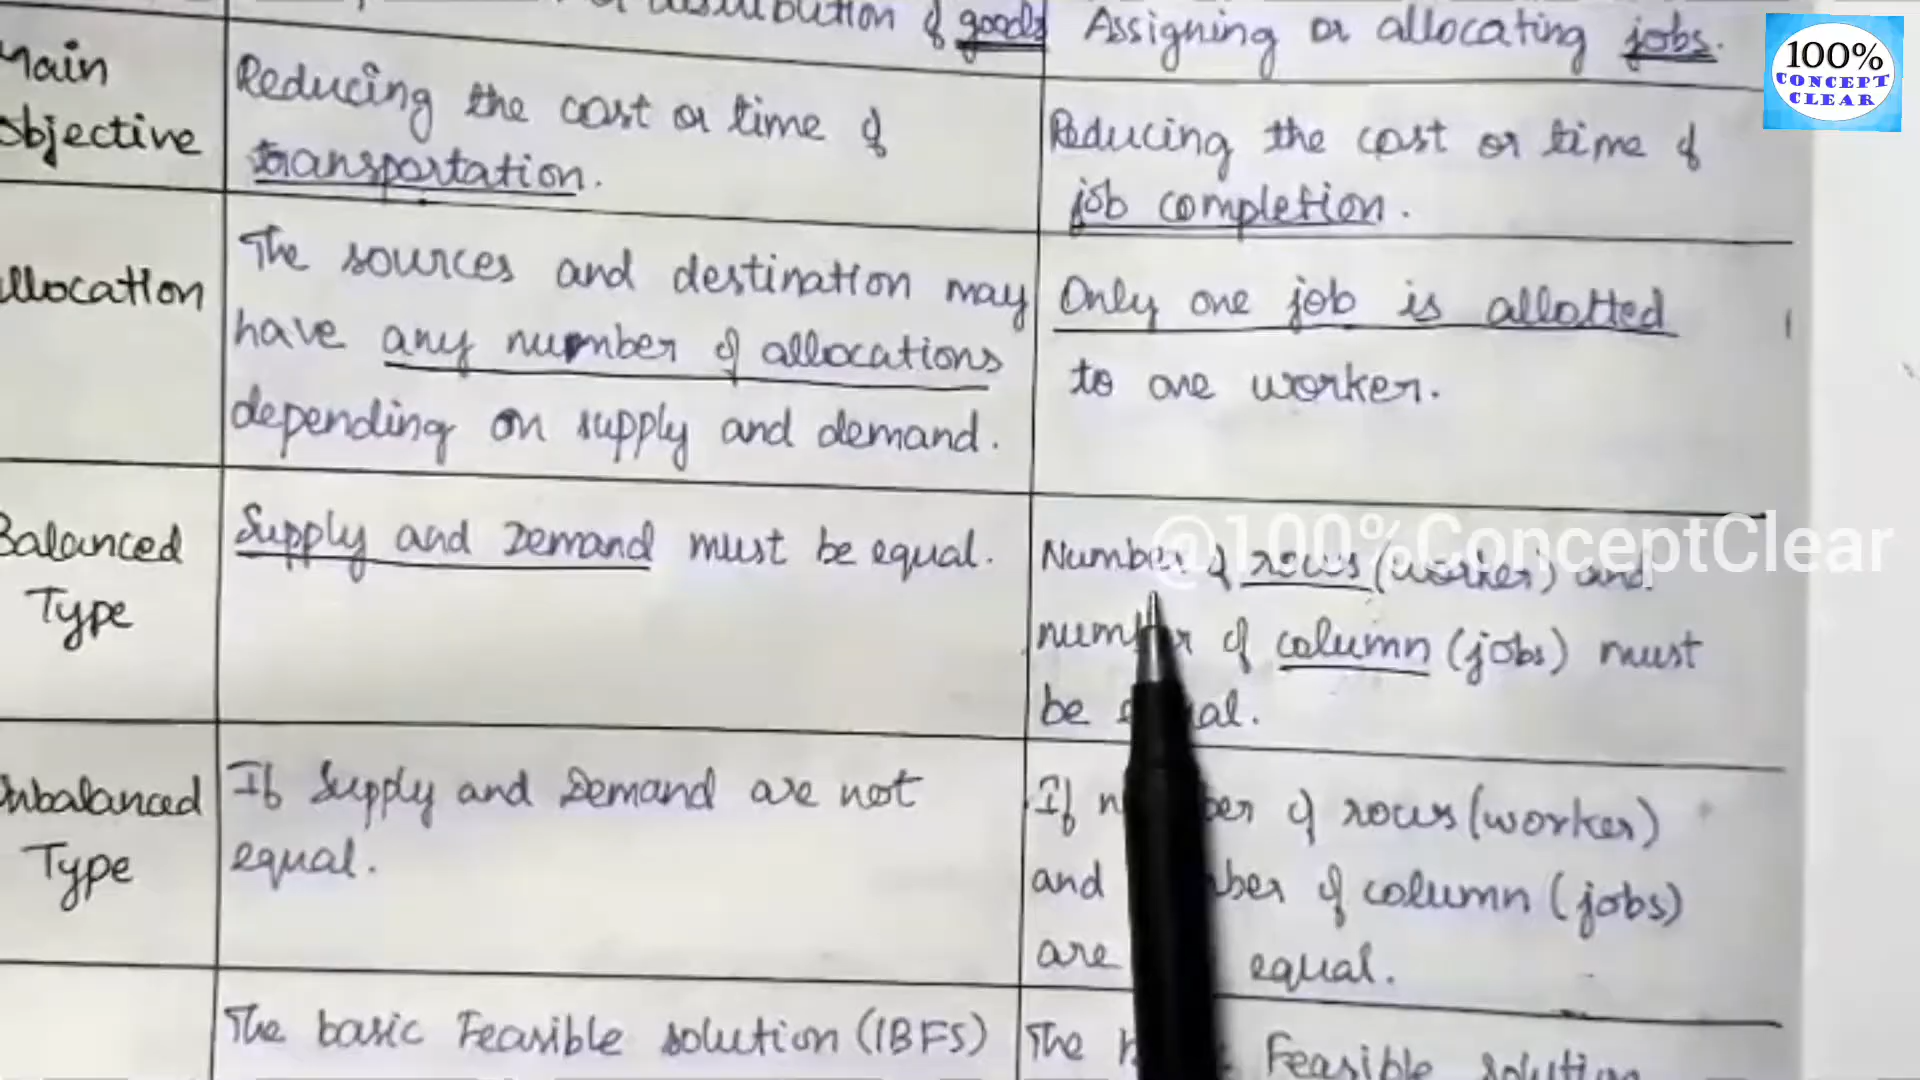 distribution of goods
Assigning or allocating jobs.
Main
Objective
Reducing the cost or time of
transportation.
Reducing the cost or time of
job completion.
Allocation
The sources and destination may
have any number of allocations
depending on supply and demand.
Only one job is allotted
to one worker.
Balanced
Type
Supply and Demand must be equal.
Number of rows (worker) and
number of column (jobs) must
be equal.
Unbalanced
Type
If Supply and Demand are not
equal.
If number of rows (worker)
and number of column (jobs)
are equal.
The basic Feasible solution (IBFS)
The Feasible solution
100%
CONCEPT
CLEAR
@100%ConceptClear